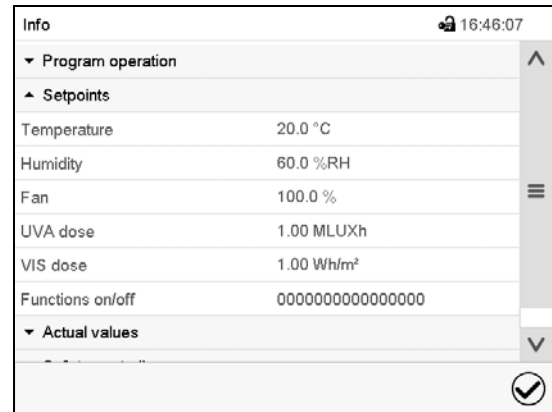 Info 16:46:07
Program operation
Setpoints
Temperature 20.0 °C
Humidity 60.0 %RH
Fan 100.0 %
UVA dose 1.00 MLUXh
VIS dose 1.00 Wh/m²
Functions on/off 0000000000000000
Actual values